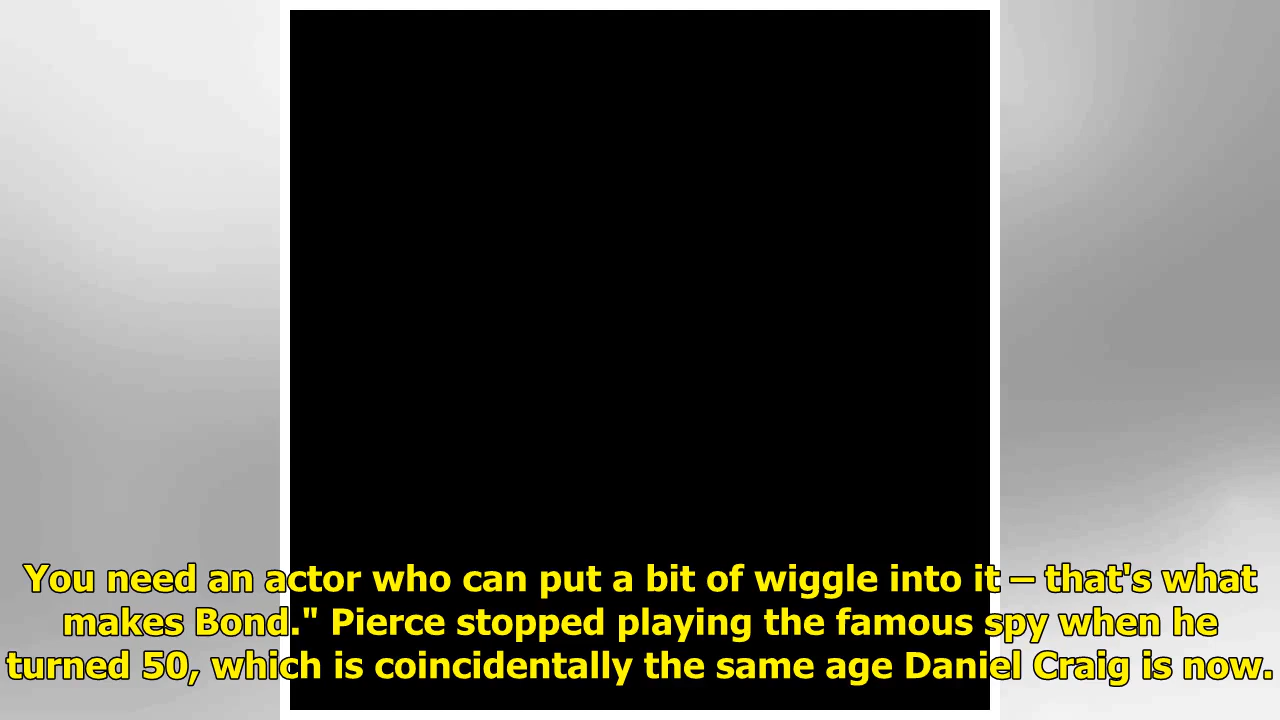 You need an actor who can put a bit of wiggle into it – that's what
makes Bond." Pierce stopped playing the famous spy when he
turned 50, which is coincidentally the same age Daniel Craig is now.